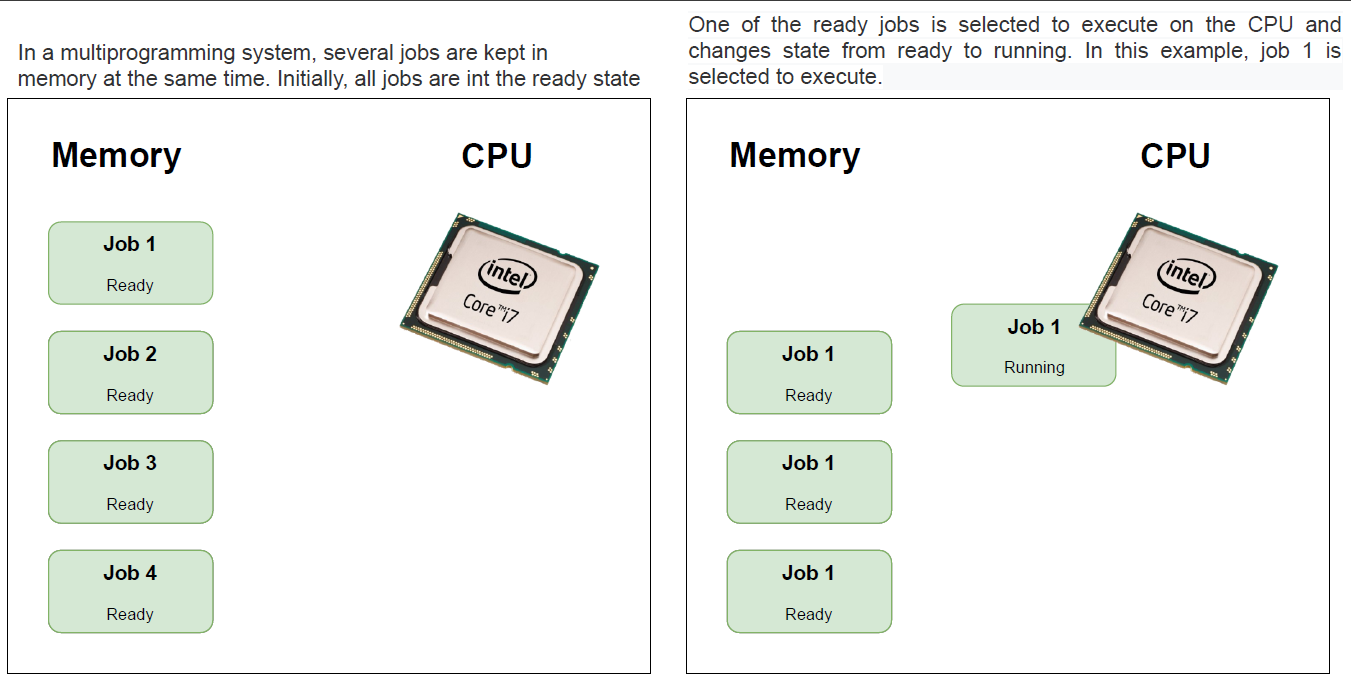 In a multiprogramming system, several jobs are kept in
memory at the same time. Initially, all jobs are int the ready state
Memory
CPU
Job 1
Ready
Job 2
Ready
Job 3
Ready
Job 4
Ready
intel
Core™i7
One of the ready jobs is selected to execute on the CPU and
changes state from ready to running. In this example, job 1 is
selected to execute.
Memory
CPU
Job 1
Ready
Job 1
Ready
Job 1
Ready
Job 1
Running
intel
Core™i7